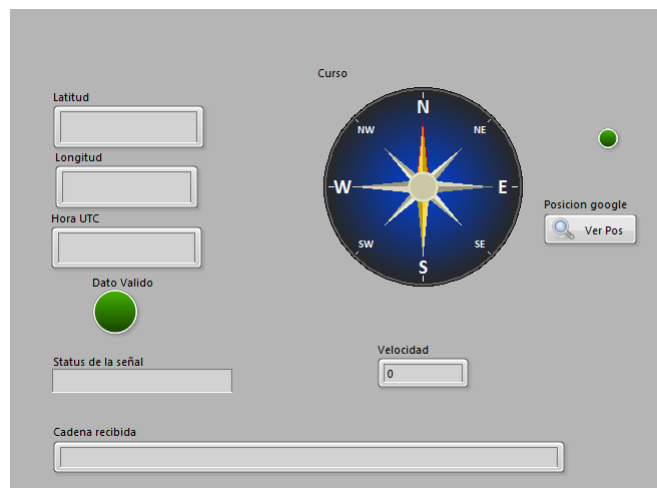 Curso
Latitud
N
NW
NE
Longitud
W
E
Posicion google
Ver Pos
Hora UTC
SW
SE
S
Dato Valido
Velocidad
0
Status de la señal
Cadena recibida